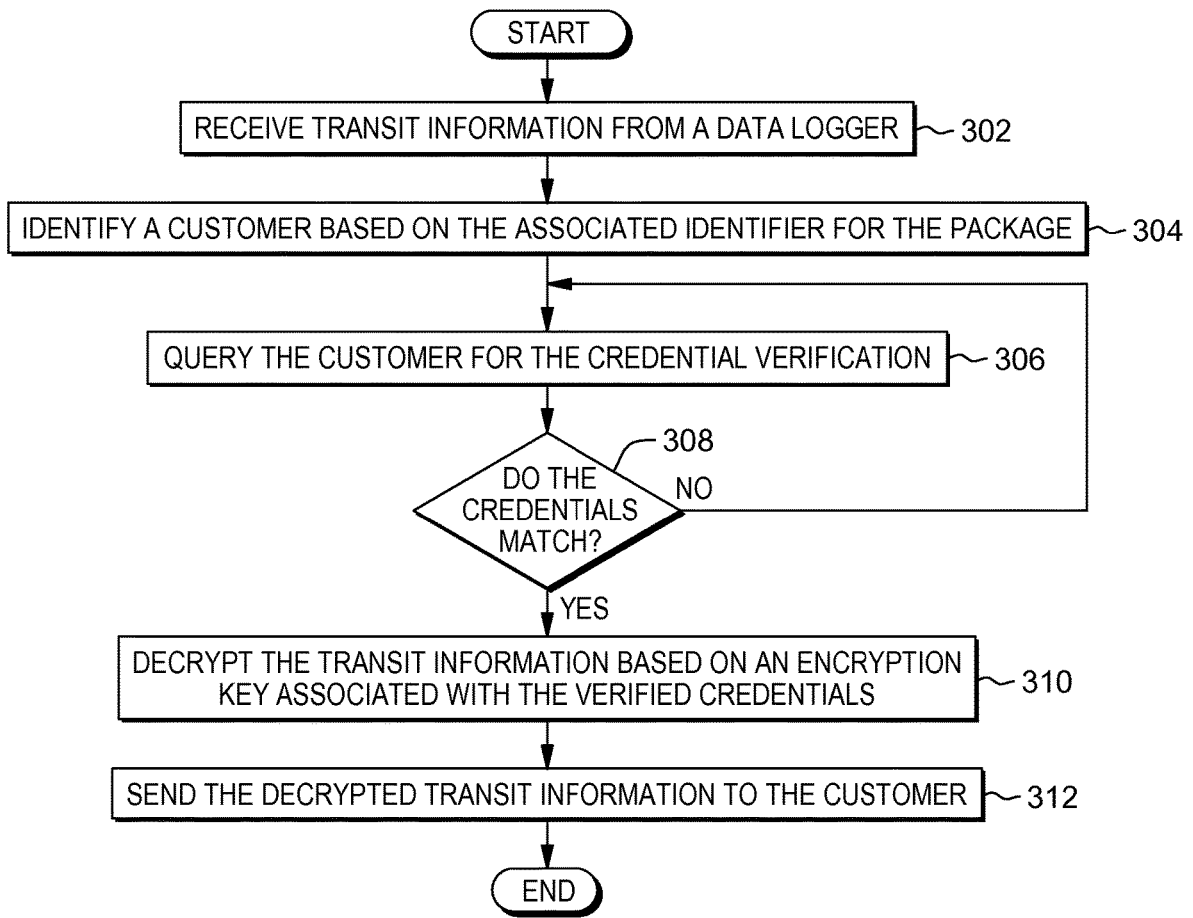 START
RECEIVE TRANSIT INFORMATION FROM A DATA LOGGER
302
IDENTIFY A CUSTOMER BASED ON THE ASSOCIATED IDENTIFIER FOR THE PACKAGE
304
QUERY THE CUSTOMER FOR THE CREDENTIAL VERIFICATION
306
308
DO THE
CREDENTIALS
MATCH?
NO
YES
DECRYPT THE TRANSIT INFORMATION BASED ON AN ENCRYPTION
KEY ASSOCIATED WITH THE VERIFIED CREDENTIALS
310
SEND THE DECRYPTED TRANSIT INFORMATION TO THE CUSTOMER
312
END